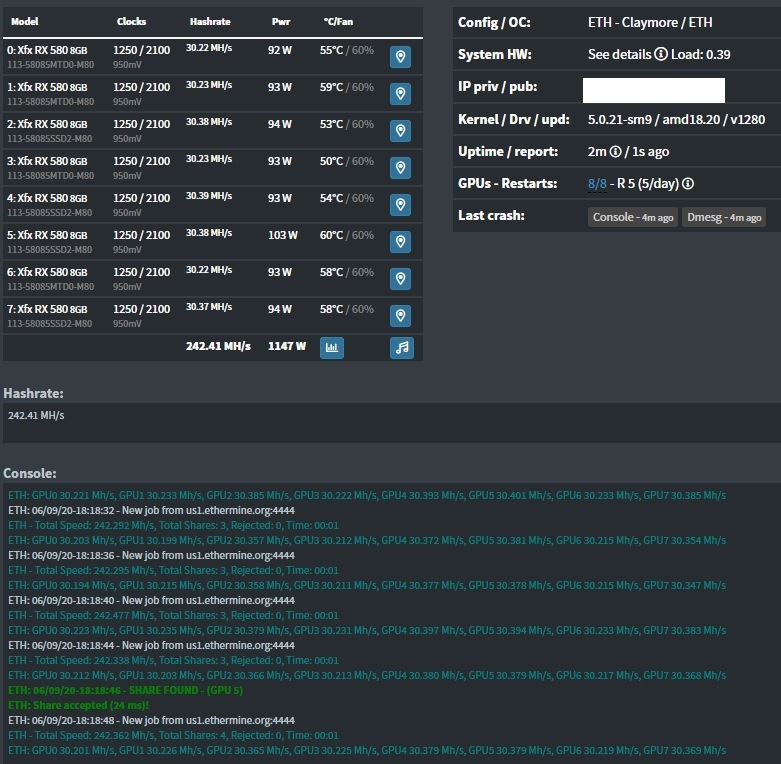 Model Clocks Hashrate Pwr °C/Fan
0: Xfx RX 580 8GB 1250 / 2100 30.22 MH/s 92 W 55°C / 60%
113-58085MTD0-M80 950mV
1: Xfx RX 580 8GB 1250 / 2100 30.23 MH/s 93 W 59°C / 60%
113-58085MTD0-M80 950mV
2: Xfx RX 580 8GB 1250 / 2100 30.38 MH/s 94 W 53°C / 60%
113-58085SSD2-M80 950mV
3: Xfx RX 580 8GB 1250 / 2100 30.23 MH/s 93 W 50°C / 60%
113-58085MTD0-M80 950mV
4: Xfx RX 580 8GB 1250 / 2100 30.39 MH/s 93 W 54°C / 60%
113-58085SSD2-M80 950mV
5: Xfx RX 580 8GB 1250 / 2100 30.38 MH/s 103 W 60°C / 60%
113-58085SSD2-M80 950mV
6: Xfx RX 580 8GB 1250 / 2100 30.22 MH/s 93 W 58°C / 60%
113-58085MTD0-M80 950mV
7: Xfx RX 580 8GB 1250 / 2100 30.37 MH/s 94 W 58°C / 60%
113-58085SSD2-M80 950mV
242.41 MH/s 1147 W
Config / OC: ETH - Claymore / ETH
System HW: See details Load: 0.39
IP priv / pub:
Kernel / Drv / upd: 5.0.21-sm9 / amd18.20 / v1280
Uptime / report: 2m / 1s ago
GPUs - Restarts: 8/8 - R 5 (5/day)
Last crash: Console - 4m ago Dmesg - 4m ago
Hashrate:
242.41 MH/s
Console:
ETH: GPU0 30.221 Mh/s, GPU1 30.233 Mh/s, GPU2 30.385 Mh/s, GPU3 30.222 Mh/s, GPU4 30.393 Mh/s, GPU5 30.401 Mh/s, GPU6 30.233 Mh/s, GPU7 30.385 Mh/s
ETH: 06/09/20-18:18:32 - New job from us1.ethermine.org:4444
ETH - Total Speed: 242.292 Mh/s, Total Shares: 3, Rejected: 0, Time: 00:01
ETH: GPU0 30.203 Mh/s, GPU1 30.199 Mh/s, GPU2 30.357 Mh/s, GPU3 30.212 Mh/s, GPU4 30.372 Mh/s, GPU5 30.381 Mh/s, GPU6 30.215 Mh/s, GPU7 30.354 Mh/s
ETH: 06/09/20-18:18:36 - New job from us1.ethermine.org:4444
ETH - Total Speed: 242.295 Mh/s, Total Shares: 3, Rejected: 0, Time: 00:01
ETH: GPU0 30.194 Mh/s, GPU1 30.215 Mh/s, GPU2 30.358 Mh/s, GPU3 30.211 Mh/s, GPU4 30.377 Mh/s, GPU5 30.378 Mh/s, GPU6 30.215 Mh/s, GPU7 30.347 Mh/s
ETH: 06/09/20-18:18:40 - New job from us1.ethermine.org:4444
ETH - Total Speed: 242.477 Mh/s, Total Shares: 3, Rejected: 0, Time: 00:01
ETH: GPU0 30.223 Mh/s, GPU1 30.235 Mh/s, GPU2 30.379 Mh/s, GPU3 30.231 Mh/s, GPU4 30.397 Mh/s, GPU5 30.394 Mh/s, GPU6 30.233 Mh/s, GPU7 30.383 Mh/s
ETH: 06/09/20-18:18:44 - New job from us1.ethermine.org:4444
ETH - Total Speed: 242.338 Mh/s, Total Shares: 3, Rejected: 0, Time: 00:01
ETH: GPU0 30.212 Mh/s, GPU1 30.203 Mh/s, GPU2 30.366 Mh/s, GPU3 30.213 Mh/s, GPU4 30.380 Mh/s, GPU5 30.379 Mh/s, GPU6 30.217 Mh/s, GPU7 30.368 Mh/s
ETH: 06/09/20-18:18:46 - SHARE FOUND - (GPU 5)
ETH: Share accepted (24 ms)!
ETH: 06/09/20-18:18:48 - New job from us1.ethermine.org:4444
ETH - Total Speed: 242.362 Mh/s, Total Shares: 4, Rejected: 0, Time: 00:01
ETH: GPU0 30.201 Mh/s, GPU1 30.226 Mh/s, GPU2 30.365 Mh/s, GPU3 30.225 Mh/s, GPU4 30.379 Mh/s, GPU5 30.379 Mh/s, GPU6 30.219 Mh/s, GPU7 30.369 Mh/s